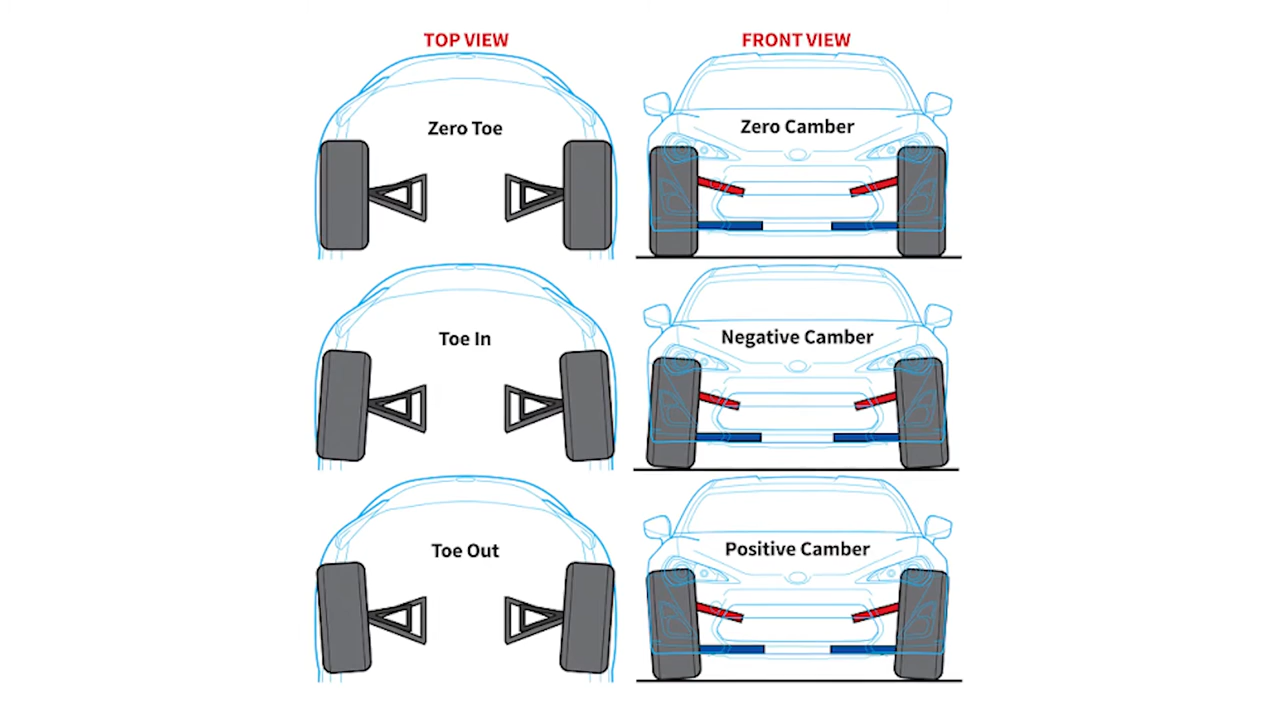 TOP VIEW
FRONT VIEW
Zero Toe
Zero Camber
Toe In
Negative Camber
Toe Out
Positive Camber